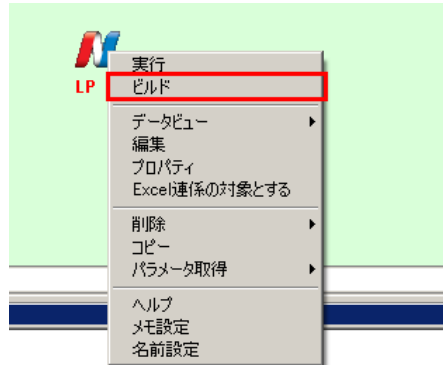 LP
実行
ビルド
データビュー
編集
プロパティ
Excel連係の対象とする
削除
コピー
パラメータ取得
ヘルプ
メモ設定
名前設定